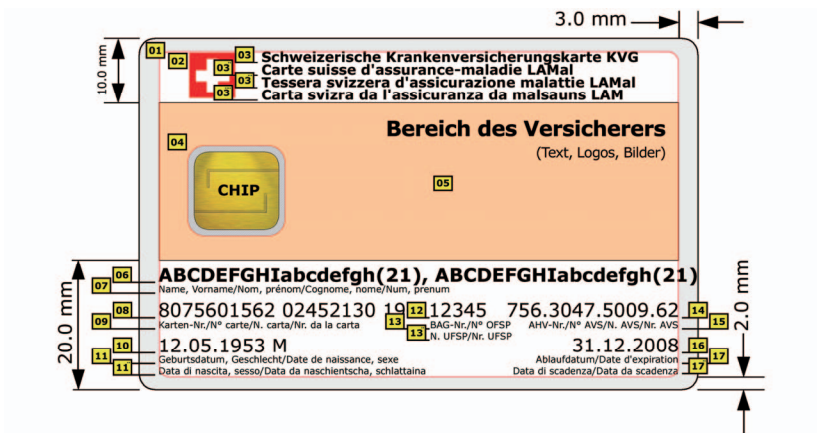 3.0 mm
10.0 mm
01
02
03 Schweizerische Krankenversicherungskarte KVG
03 Carte suisse d'assurance-maladie LAMal
03 Tessera svizzera d'assicurazione malattie LAMal
03 Carta svizra da l'assicuranza da malsauns LAM
Bereich des Versicherers
(Text, Logos, Bilder)
04
CHIP
05
20.0 mm
2.0 mm
06 ABCDEFGHIabcdefgh(21), ABCDEFGHIabcdefgh(21)
07 Name, Vorname/Nom, prénom/Cognome, nome/Num, prenum
08 8075601562 02452130 19 12 12345 756.3047.5009.62 14
09 Karten-Nr./N° carte/N. carta/Nr. da la carta 13 BAG-Nr./N° OFSP AHV-Nr./N° AVS/N. AVS/Nr. AVS 15
13 N. UFSP/Nr. UFSP
10 12.05.1953 M 31.12.2008 16
11 Geburtsdatum, Geschlecht/Date de naissance, sexe Ablaufdatum/Date d'expiration 17
11 Data di nascita, sesso/Data da naschientscha, schlattaina Data di scadenza/Data da scadenza 17